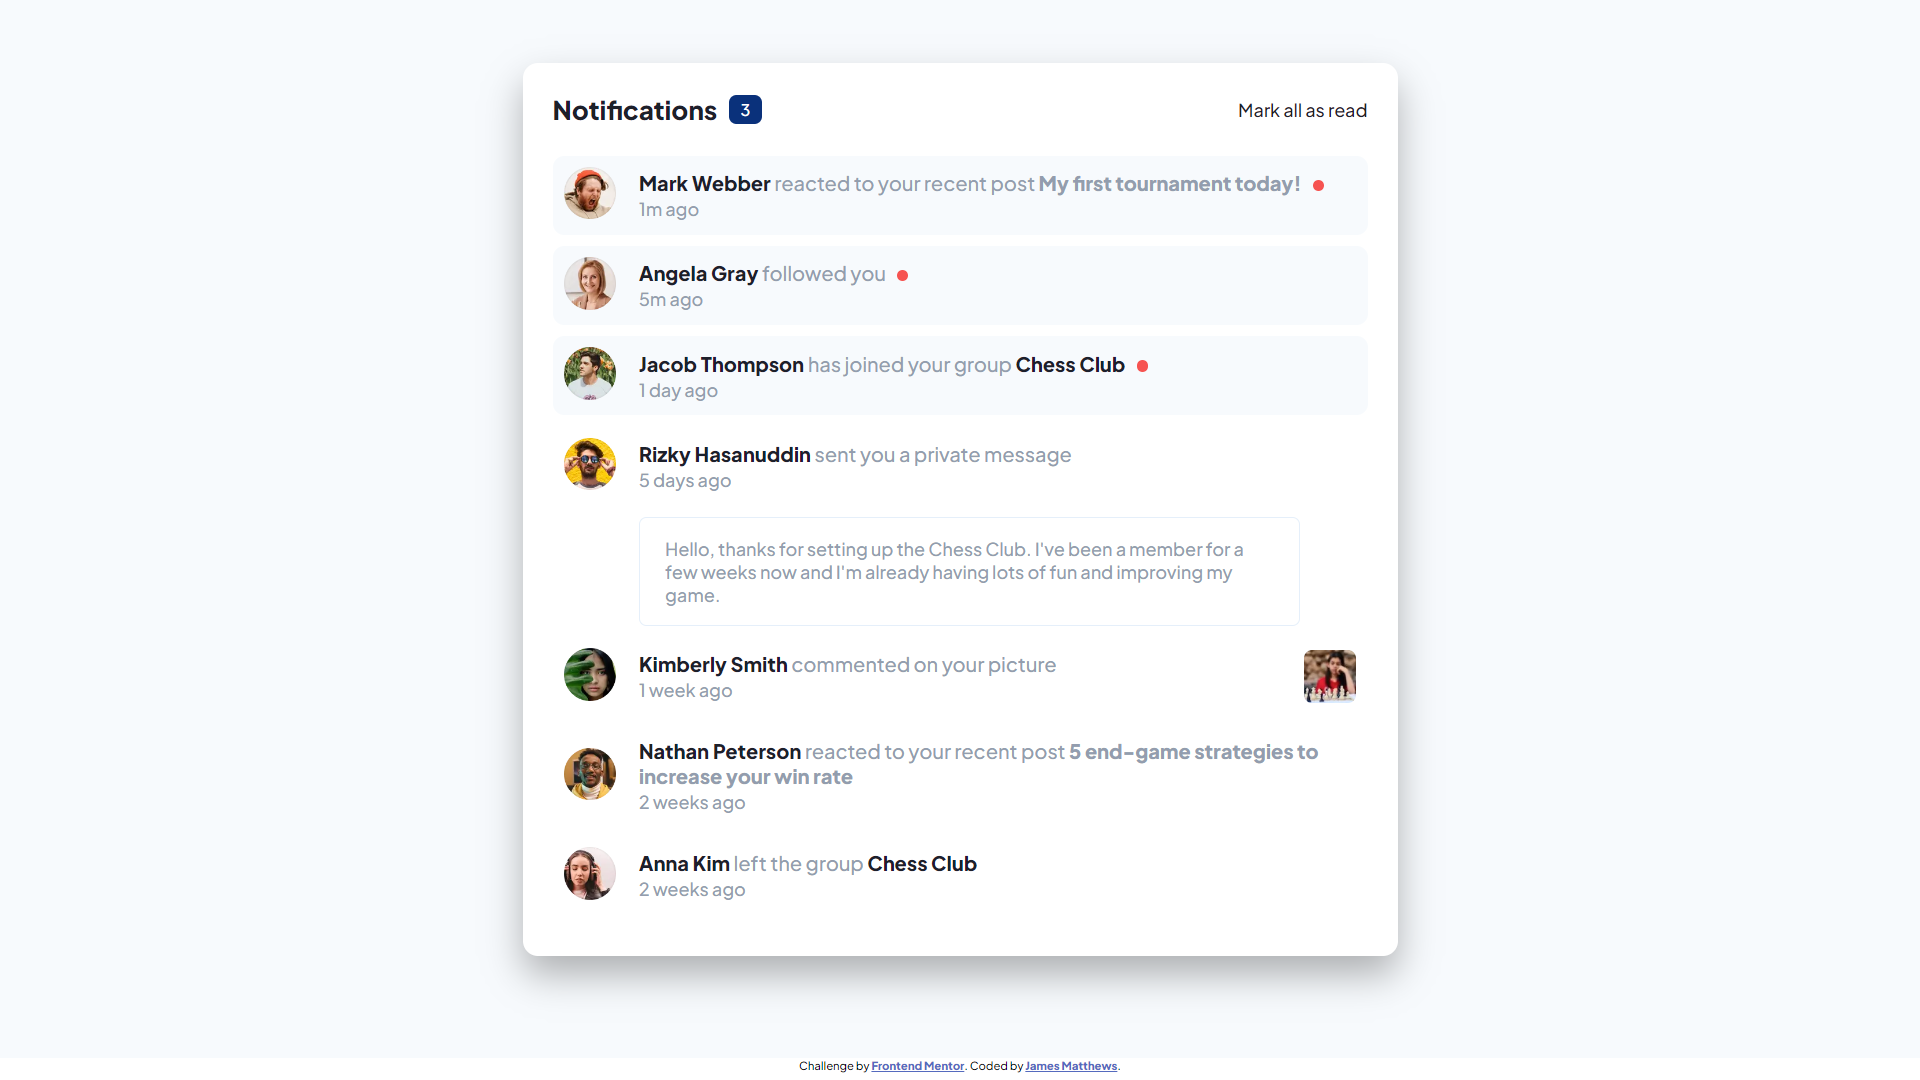 Notifications 3 Mark all as read
Mark Webber reacted to your recent post My first tournament today!
1m ago
Angela Gray followed you
5m ago
Jacob Thompson has joined your group Chess Club
1 day ago
Rizky Hasanuddin sent you a private message
5 days ago
Hello, thanks for setting up the Chess Club. I've been a member for a
few weeks now and I'm already having lots of fun and improving my
game.
Kimberly Smith commented on your picture
1 week ago
Nathan Peterson reacted to your recent post 5 end-game strategies to
increase your win rate
2 weeks ago
Anna Kim left the group Chess Club
2 weeks ago
Challenge by Frontend Mentor. Coded by James Matthews.